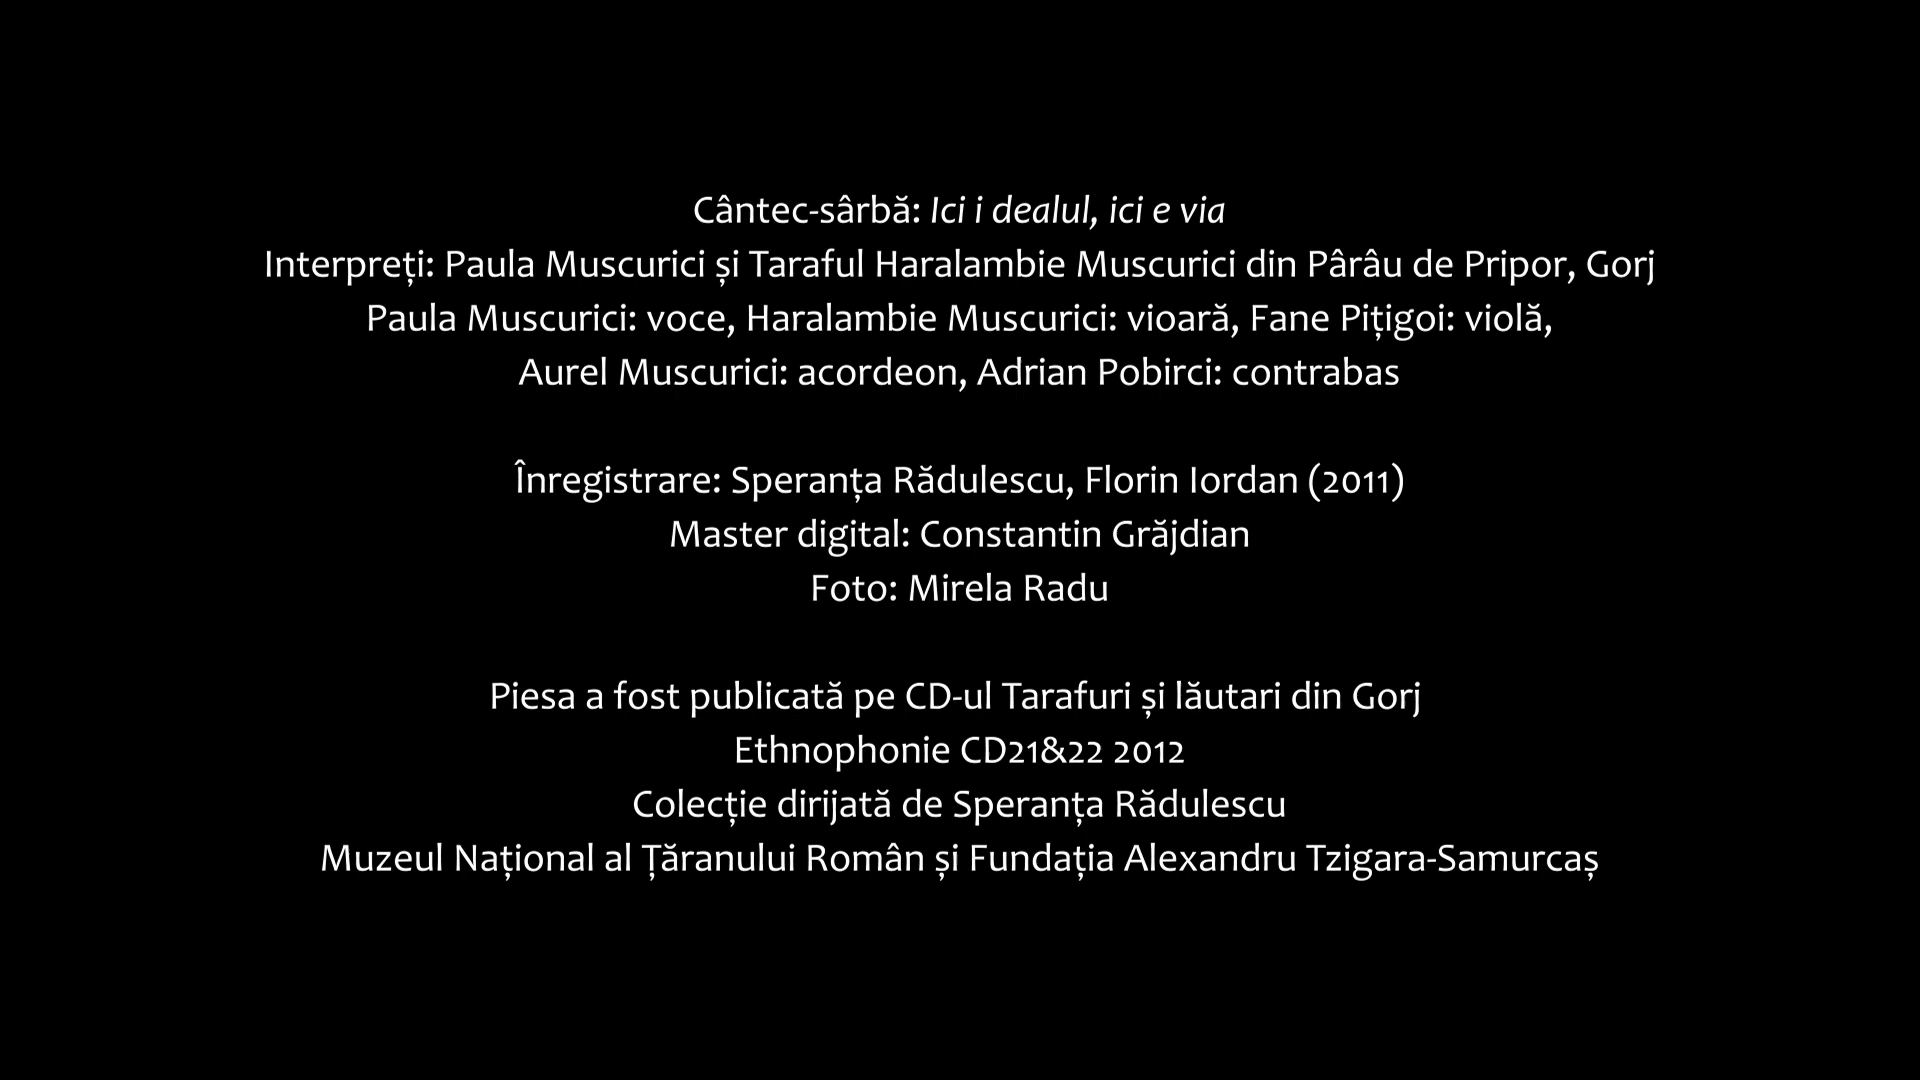 Cântec-sârbă: Ici i dealul, ici e via
Interpreți: Paula Muscurici și Taraful Haralambie Muscurici din Pârâu de Pripor, Gorj
Paula Muscurici: voce, Haralambie Muscurici: vioară, Fane Pițigoi: violă,
Aurel Muscurici: acordeon, Adrian Pobirci: contrabas
Înregistrare: Speranța Rădulescu, Florin Iordan (2011)
Master digital: Constantin Grăjdian
Foto: Mirela Radu
Piesa a fost publicată pe CD-ul Tarafuri și lăutari din Gorj
Ethnophonie CD21&22 2012
Colecție dirijată de Speranța Rădulescu
Muzeul Național al Țăranului Român și Fundația Alexandru Tzigara-Samurcaș